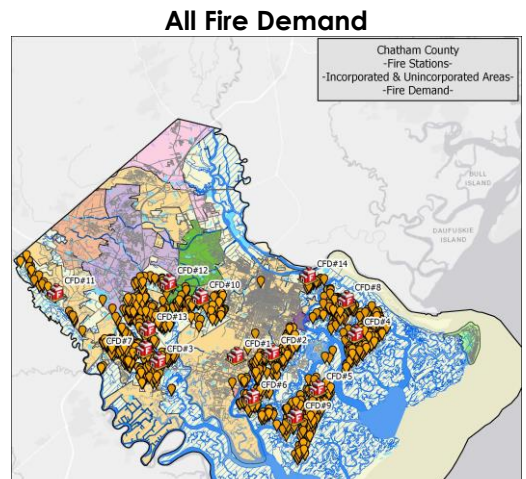 All Fire Demand
Chatham County
-Fire Stations-
-Incorporated & Unincorporated Areas-
-Fire Demand-
BULL
ISLAND
DAUFUSKIE
ISLAND
CFD#14
CFD#12
CFD#11
CFD#10
CFD#8
CFD#13
CFD#4
CFD#7
CFD#1
CFD#2
CFD#3
CFD#5
CFD#6
CFD#9